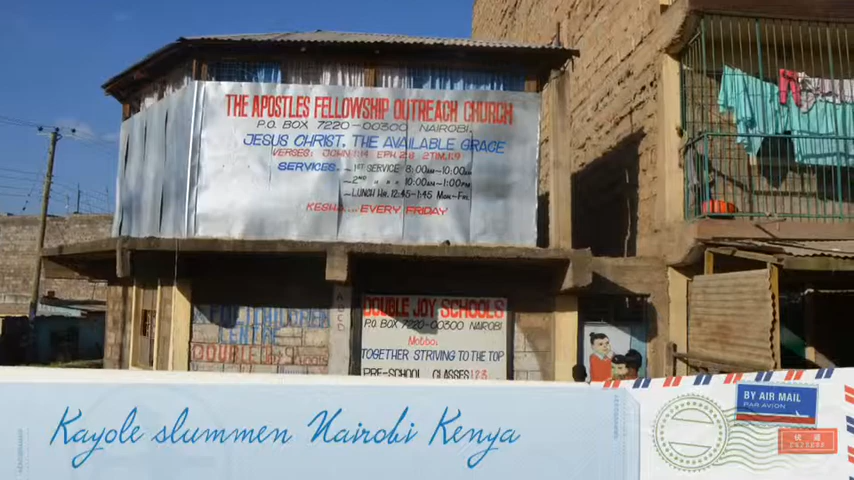 THE APOSTLES FELLOWSHIP OUTREACH CHURCH
P.O. BOX 7220-00300 NAIROBI.
JESUS CHRIST, THE AVAILABLE GRACE
VERSES: JOHN 1:14 EPH 2:8 2TIM.1:9
SERVICES: ~1ST SERVICE 8:00AM-10:00AM
~2ND " " 10:00AM-1:00PM
~LUNCH HR. 12:45-1:45 MON-FRI.
KESHA....EVERY FRIDAY
DOUBLE JOY SCHOOLS
P.O. BOX 7220-00300 NAIROBI
Motto:
TOGETHER STRIVING TO THE TOP
PRE-SCHOOL CLASSES 1 2 3
CHILDREN
CENTRE
DOUBLE JOY
Kayole slummen Nairobi Kenya
BY AIR MAIL
PAR AVION
EXPRESS